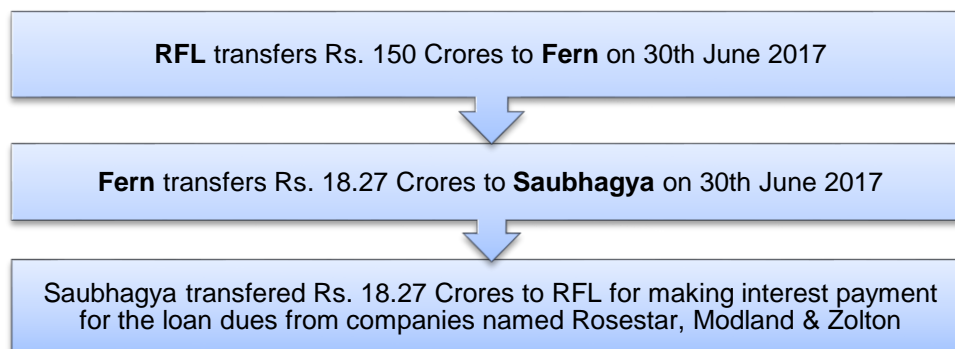 RFL transfers Rs. 150 Crores to Fern on 30th June 2017
Fern transfers Rs. 18.27 Crores to Saubhagya on 30th June 2017
Saubhagya transfered Rs. 18.27 Crores to RFL for making interest payment
for the loan dues from companies named Rosestar, Modland & Zolton